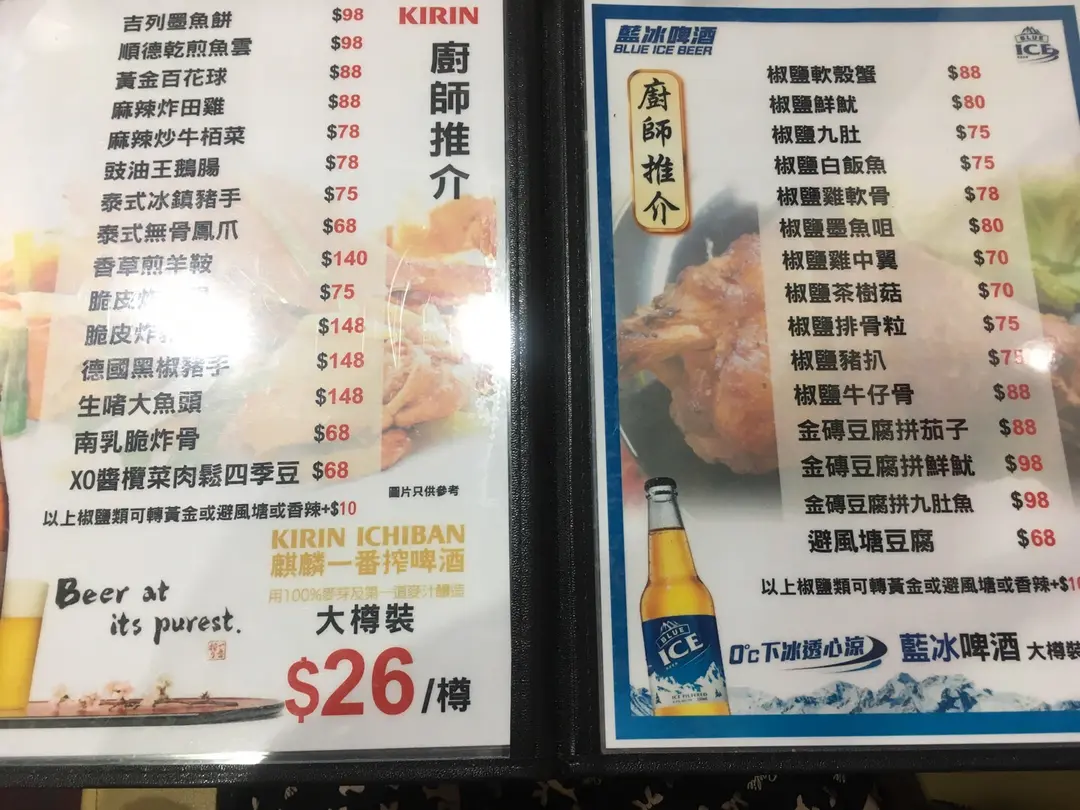 KIRIN
廚師推介
吉列墨魚餅 $98
順德乾煎魚雲 $98
黃金百花球 $88
麻辣炸田雞 $88
麻辣炒牛栢菜 $78
豉油王鵝腸 $78
泰式冰鎮豬手 $75
泰式無骨鳳爪 $68
香草煎羊鞍 $140
脆皮炸 $75
脆皮炸 $148
德國黑椒豬手 $148
生啫大魚頭 $148
南乳脆炸骨 $68
XO醬欖菜肉鬆四季豆 $68
圖片只供參考
以上椒鹽類可轉黃金或避風塘或香辣+$10
KIRIN ICHIBAN
麒麟一番搾啤酒
用100%麥芽及第一道麥汁釀造
Beer at
its purest.
大樽裝
$26/樽
藍冰啤酒
BLUE ICE BEER
BLUE
ICE
廚師推介
椒鹽軟殼蟹 $88
椒鹽鮮魷 $80
椒鹽九肚 $75
椒鹽白飯魚 $75
椒鹽雞軟骨 $78
椒鹽墨魚咀 $80
椒鹽雞中翼 $70
椒鹽茶樹菇 $70
椒鹽排骨粒 $75
椒鹽豬扒 $75
椒鹽牛仔骨 $88
金磚豆腐拼茄子 $88
金磚豆腐拼鮮魷 $98
金磚豆腐拼九肚魚 $98
避風塘豆腐 $68
以上椒鹽類可轉黃金或避風塘或香辣+$10
BLUE
ICE
BEER
0°c下冰透心涼
藍冰啤酒 大樽裝